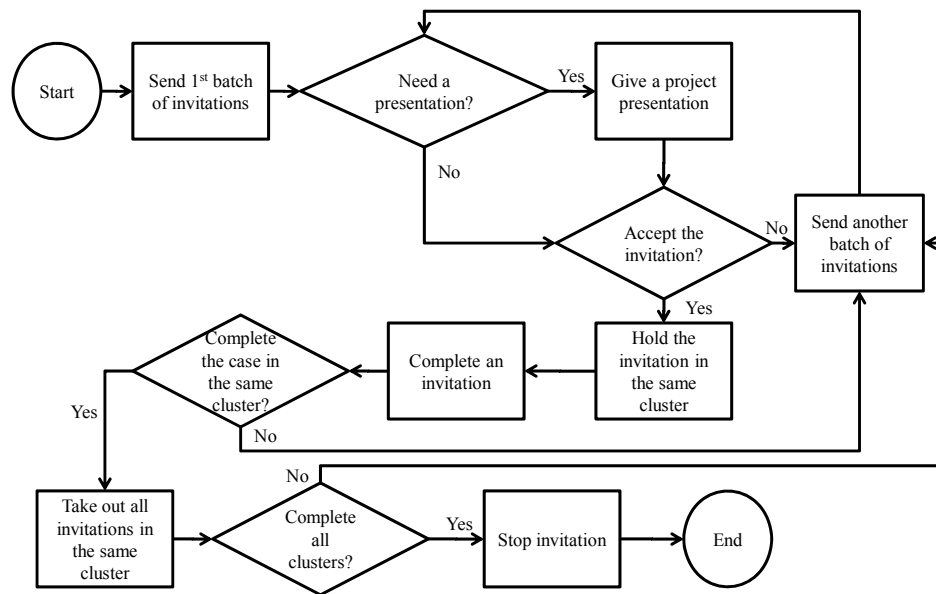 Start
Send 1st batch
of invitations
Need a
presentation?
Yes
Give a project
presentation
No
Accept the
invitation?
No
Send another
batch of
invitations
Yes
Hold the
invitation in
the same
cluster
Complete an
invitation
Complete
the case in
the same
cluster?
Yes
No
Take out all
invitations in
the same
cluster
No
Complete
all
clusters?
Yes
Stop invitation
End